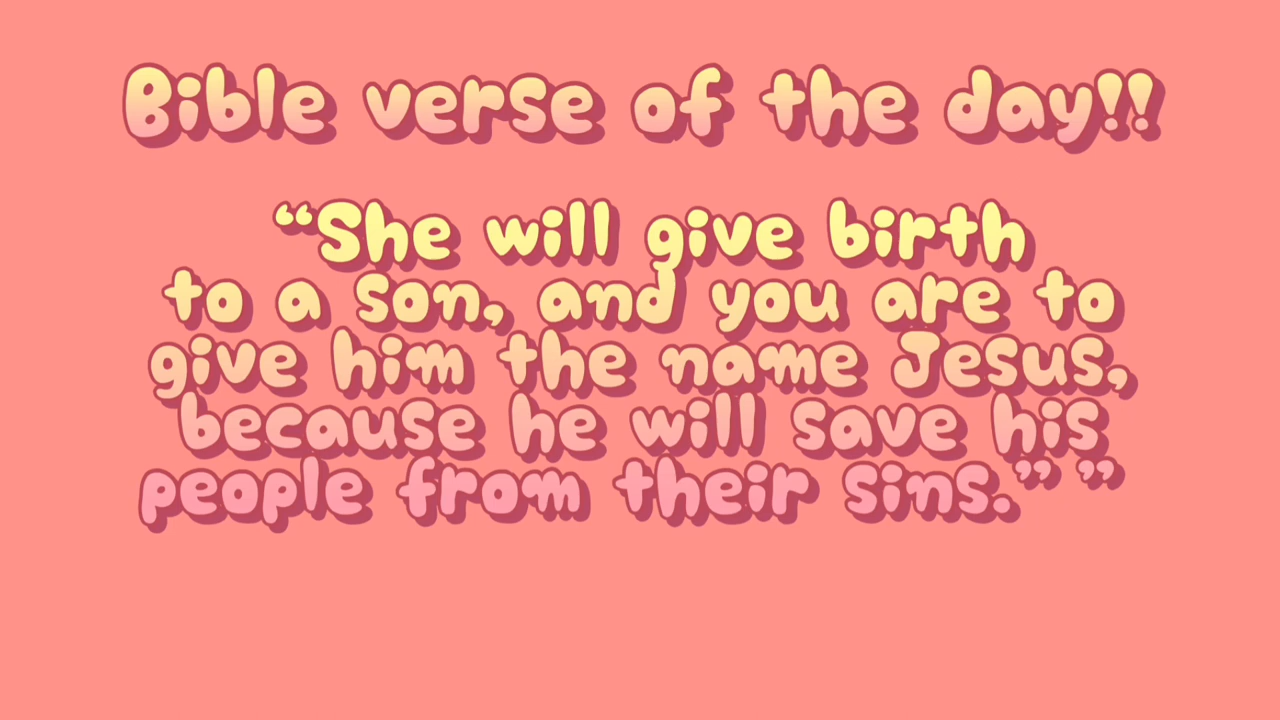 Bible verse of the day!!
“She will give birth
to a son, and you are to
give him the name Jesus,
because he will save his
people from their sins.” ”